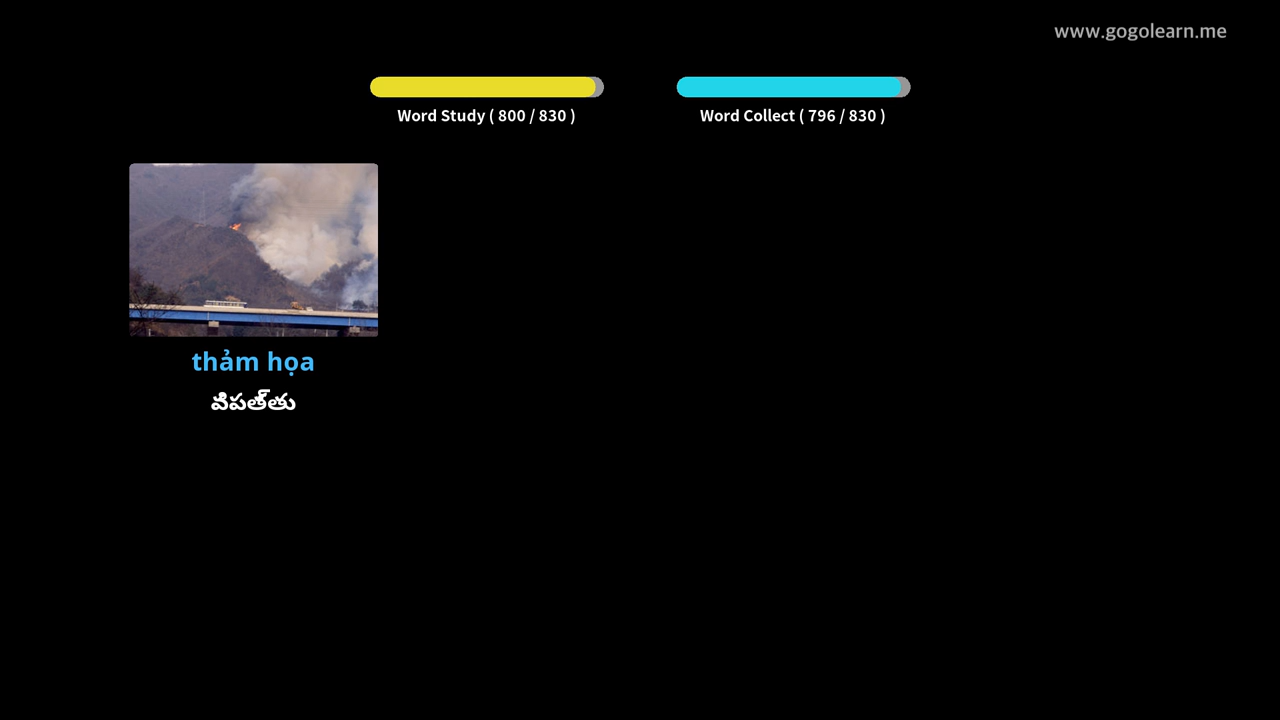 www.gogolearn.me
Word Study ( 800 / 830 )
Word Collect ( 796 / 830 )
thảm họa
విపత్తు